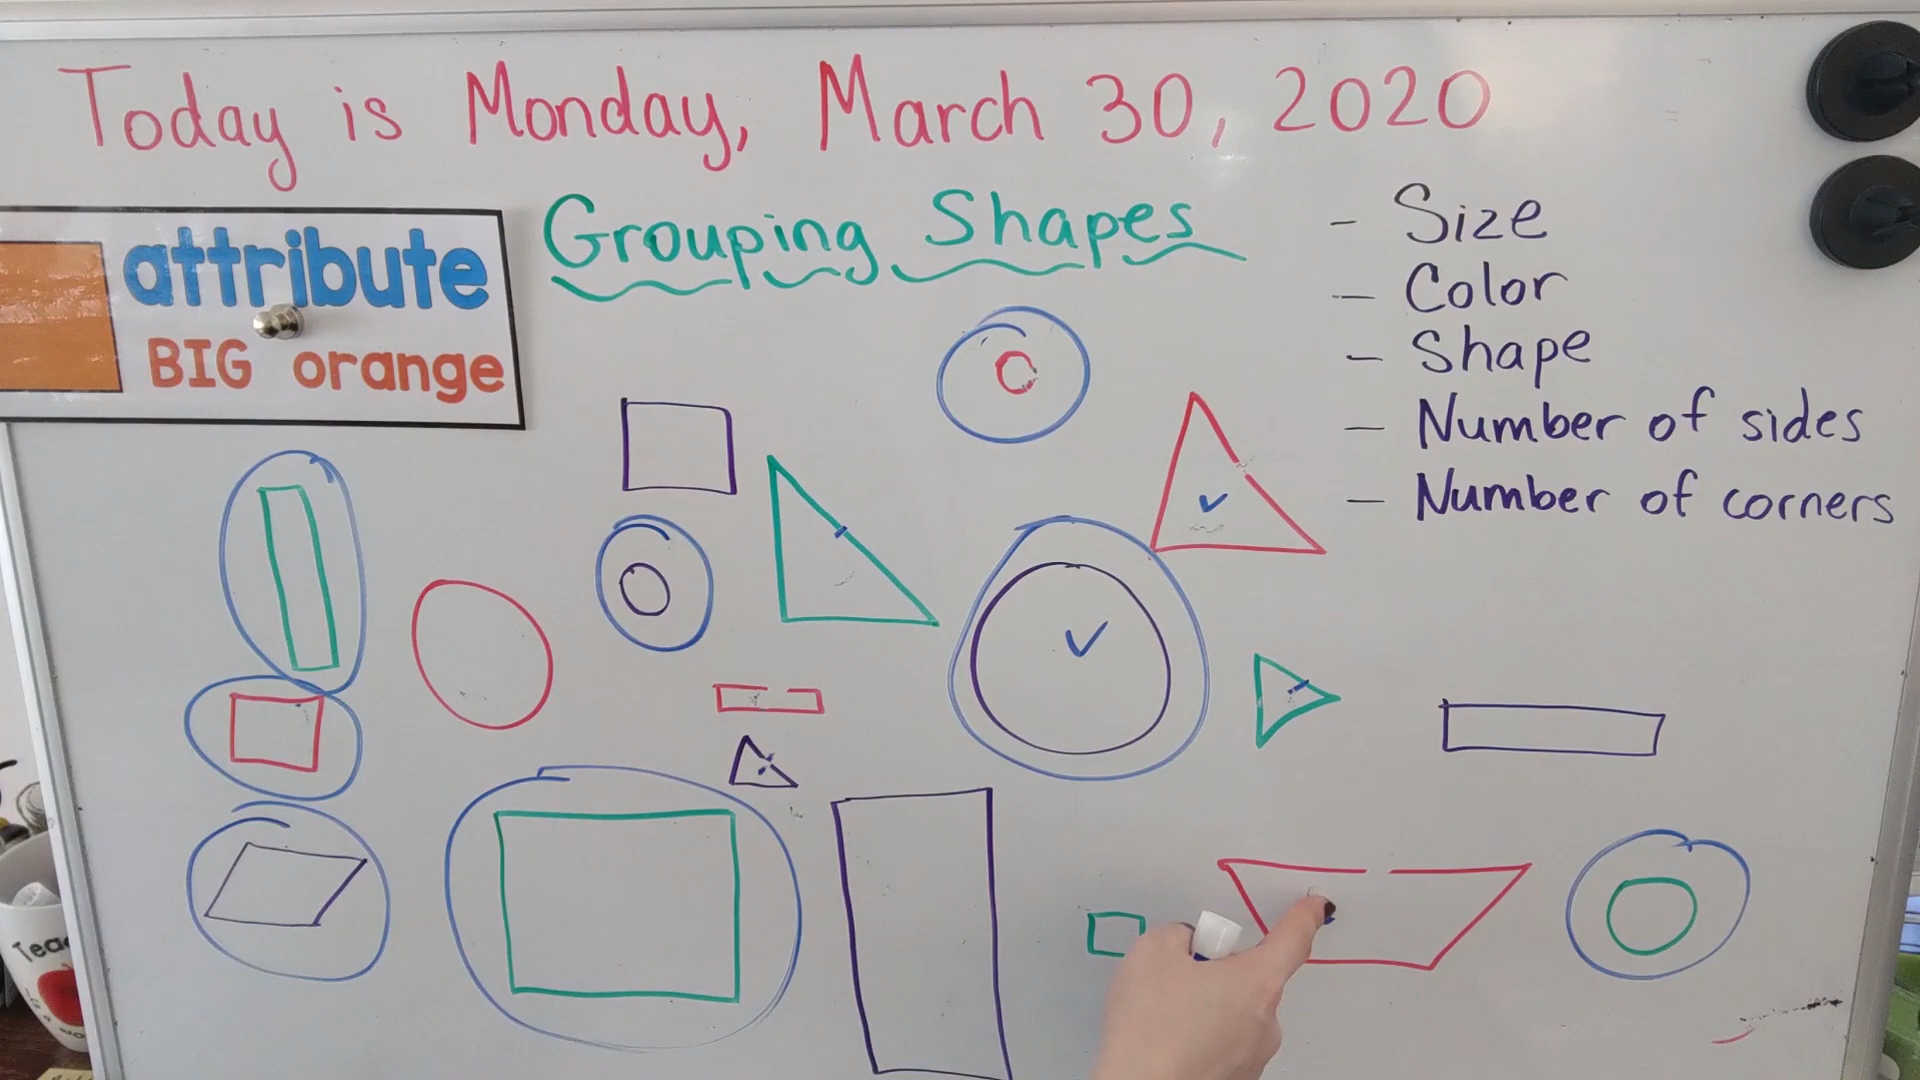 Today is Monday, March 30, 2020
attribute
BIG orange
Grouping Shapes
- Size
- Color
- Shape
- Number of sides
- Number of corners